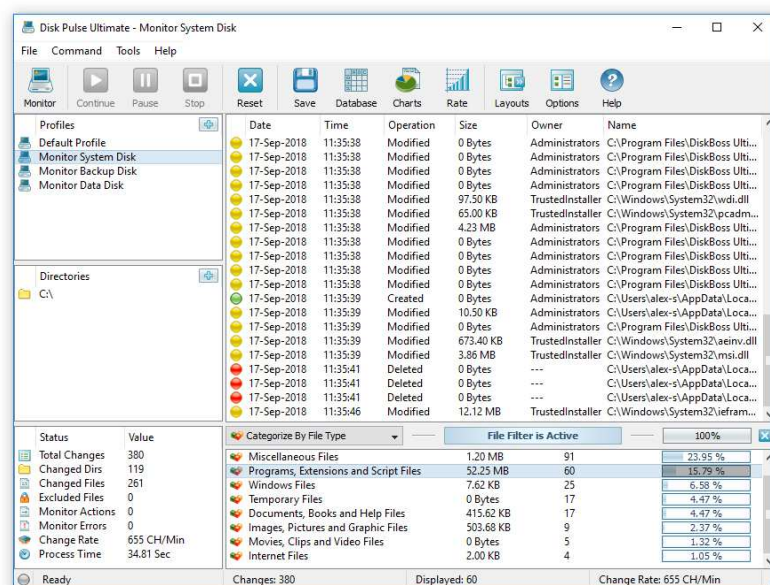 Disk Pulse Ultimate - Monitor System Disk
File Command Tools Help
Monitor Continue Pause Stop Reset Save Database Charts Rate Layouts Options Help
Profiles
Default Profile
Monitor System Disk
Monitor Backup Disk
Monitor Data Disk
Directories
C:\
Status Value
Total Changes 380
Changed Dirs 119
Changed Files 261
Excluded Files 0
Monitor Actions 0
Monitor Errors 0
Change Rate 655 CH/Min
Process Time 34.81 Sec
Date Time Operation Size Owner Name
17-Sep-2018 11:35:38 Modified 0 Bytes Administrators C:\Program Files\DiskBoss Ulti...
17-Sep-2018 11:35:38 Modified 0 Bytes Administrators C:\Program Files\DiskBoss Ulti...
17-Sep-2018 11:35:38 Modified 0 Bytes Administrators C:\Program Files\DiskBoss Ulti...
17-Sep-2018 11:35:38 Modified 0 Bytes Administrators C:\Program Files\DiskBoss Ulti...
17-Sep-2018 11:35:38 Modified 97.50 KB TrustedInstaller C:\Windows\System32\wdi.dll
17-Sep-2018 11:35:38 Modified 65.00 KB TrustedInstaller C:\Windows\System32\pcadm...
17-Sep-2018 11:35:38 Modified 4.23 MB Administrators C:\Program Files\DiskBoss Ulti...
17-Sep-2018 11:35:38 Modified 0 Bytes Administrators C:\Program Files\DiskBoss Ulti...
17-Sep-2018 11:35:38 Modified 0 Bytes Administrators C:\Program Files\DiskBoss Ulti...
17-Sep-2018 11:35:38 Modified 0 Bytes Administrators C:\Program Files\DiskBoss Ulti...
17-Sep-2018 11:35:38 Modified 0 Bytes Administrators C:\Program Files\DiskBoss Ulti...
17-Sep-2018 11:35:39 Created 0 Bytes Administrators C:\Users\alex-s\AppData\Loca...
17-Sep-2018 11:35:39 Modified 10.50 KB Administrators C:\Users\alex-s\AppData\Loca...
17-Sep-2018 11:35:39 Modified 0 Bytes Administrators C:\Program Files\DiskBoss Ulti...
17-Sep-2018 11:35:39 Modified 673.40 KB TrustedInstaller C:\Windows\System32\aeinv.dll
17-Sep-2018 11:35:39 Modified 3.86 MB TrustedInstaller C:\Windows\System32\msi.dll
17-Sep-2018 11:35:41 Deleted 0 Bytes --- C:\Users\alex-s\AppData\Loca...
17-Sep-2018 11:35:41 Deleted 0 Bytes --- C:\Users\alex-s\AppData\Loca...
17-Sep-2018 11:35:41 Deleted 0 Bytes --- C:\Users\alex-s\AppData\Loca...
17-Sep-2018 11:35:46 Modified 12.12 MB TrustedInstaller C:\Windows\System32\iefram...
Categorize By File Type File Filter is Active 100%
Miscellaneous Files 1.20 MB 91 23.95 %
Programs, Extensions and Script Files 52.25 MB 60 15.79 %
Windows Files 7.62 KB 25 6.58 %
Temporary Files 0 Bytes 17 4.47 %
Documents, Books and Help Files 415.62 KB 17 4.47 %
Images, Pictures and Graphic Files 503.68 KB 9 2.37 %
Movies, Clips and Video Files 0 Bytes 5 1.32 %
Internet Files 2.00 KB 4 1.05 %
Ready Changes: 380 Displayed: 60 Change Rate: 655 CH/Min